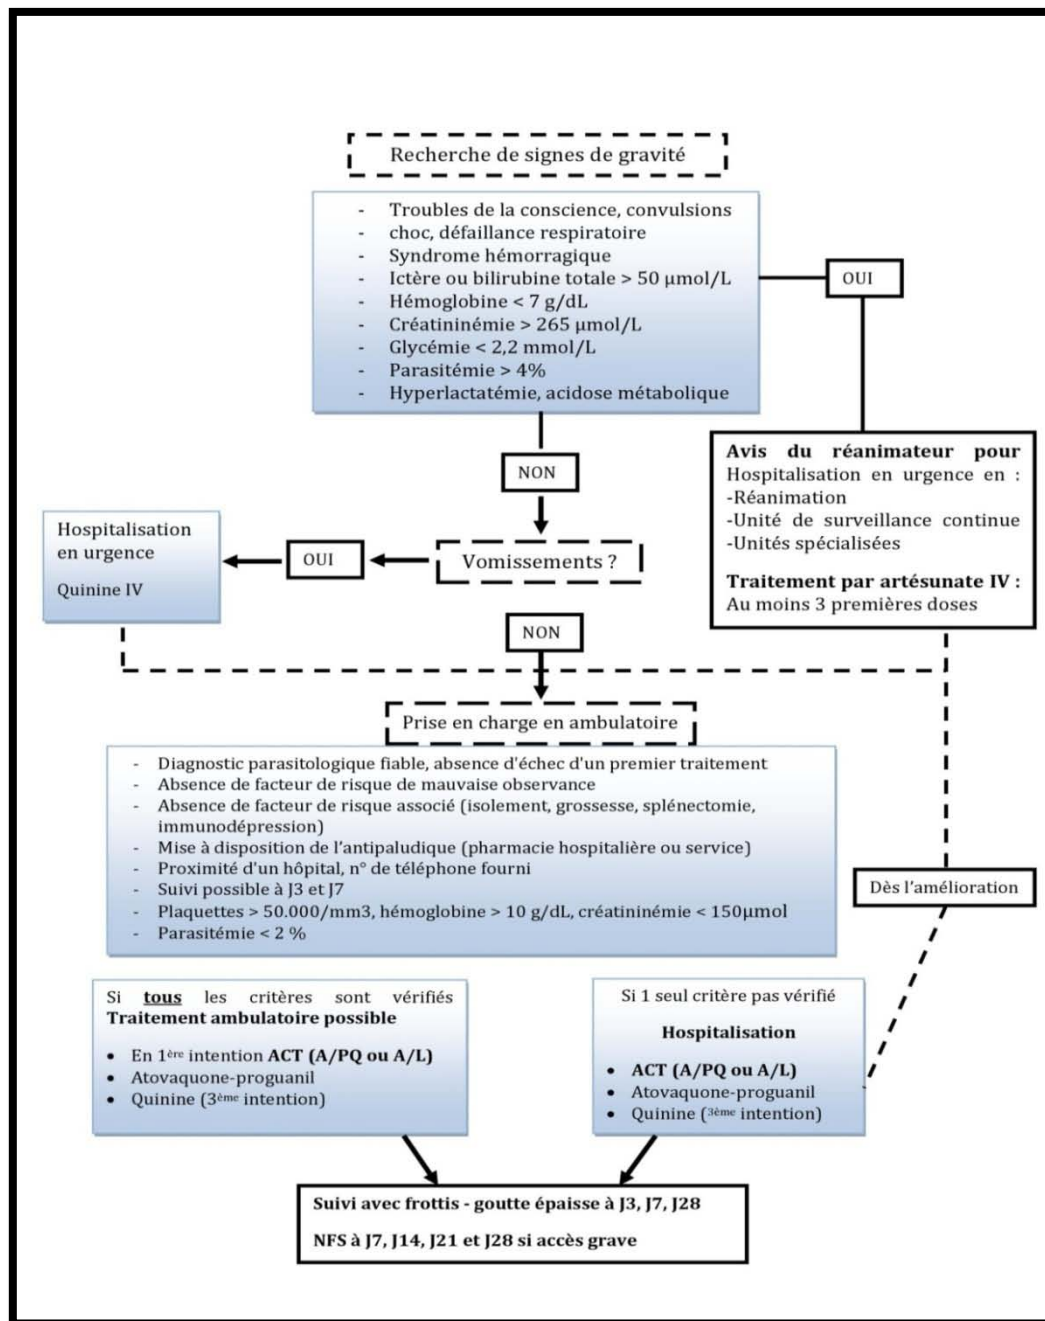 Recherche de signes de gravité
- Troubles de la conscience, convulsions
- choc, défaillance respiratoire
- Syndrome hémorragique
- Ictère ou bilirubine totale > 50 µmol/L
- Hémoglobine < 7 g/dL
- Créatininémie > 265 µmol/L
- Glycémie < 2,2 mmol/L
- Parasitémie > 4%
- Hyperlactatémie, acidose métabolique
OUI
Avis du réanimateur pour
Hospitalisation en urgence en :
-Réanimation
-Unité de surveillance continue
-Unités spécialisées
Traitement par artésunate IV :
Au moins 3 premières doses
NON
Vomissements ?
OUI
Hospitalisation
en urgence
Quinine IV
NON
Prise en charge en ambulatoire
- Diagnostic parasitologique fiable, absence d'échec d'un premier traitement
- Absence de facteur de risque de mauvaise observance
- Absence de facteur de risque associé (isolement, grossesse, splénectomie,
immunodépression)
- Mise à disposition de l'antipaludique (pharmacie hospitalière ou service)
- Proximité d'un hôpital, n° de téléphone fourni
- Suivi possible à J3 et J7
- Plaquettes > 50.000/mm3, hémoglobine > 10 g/dL, créatininémie < 150µmol
- Parasitémie < 2 %
Dès l'amélioration
Si tous les critères sont vérifiés
Traitement ambulatoire possible
• En 1ère intention ACT (A/PQ ou A/L)
• Atovaquone-proguanil
• Quinine (3ème intention)
Si 1 seul critère pas vérifié
Hospitalisation
• ACT (A/PQ ou A/L)
• Atovaquone-proguanil
• Quinine (3ème intention)
Suivi avec frottis - goutte épaisse à J3, J7, J28
NFS à J7, J14, J21 et J28 si accès grave